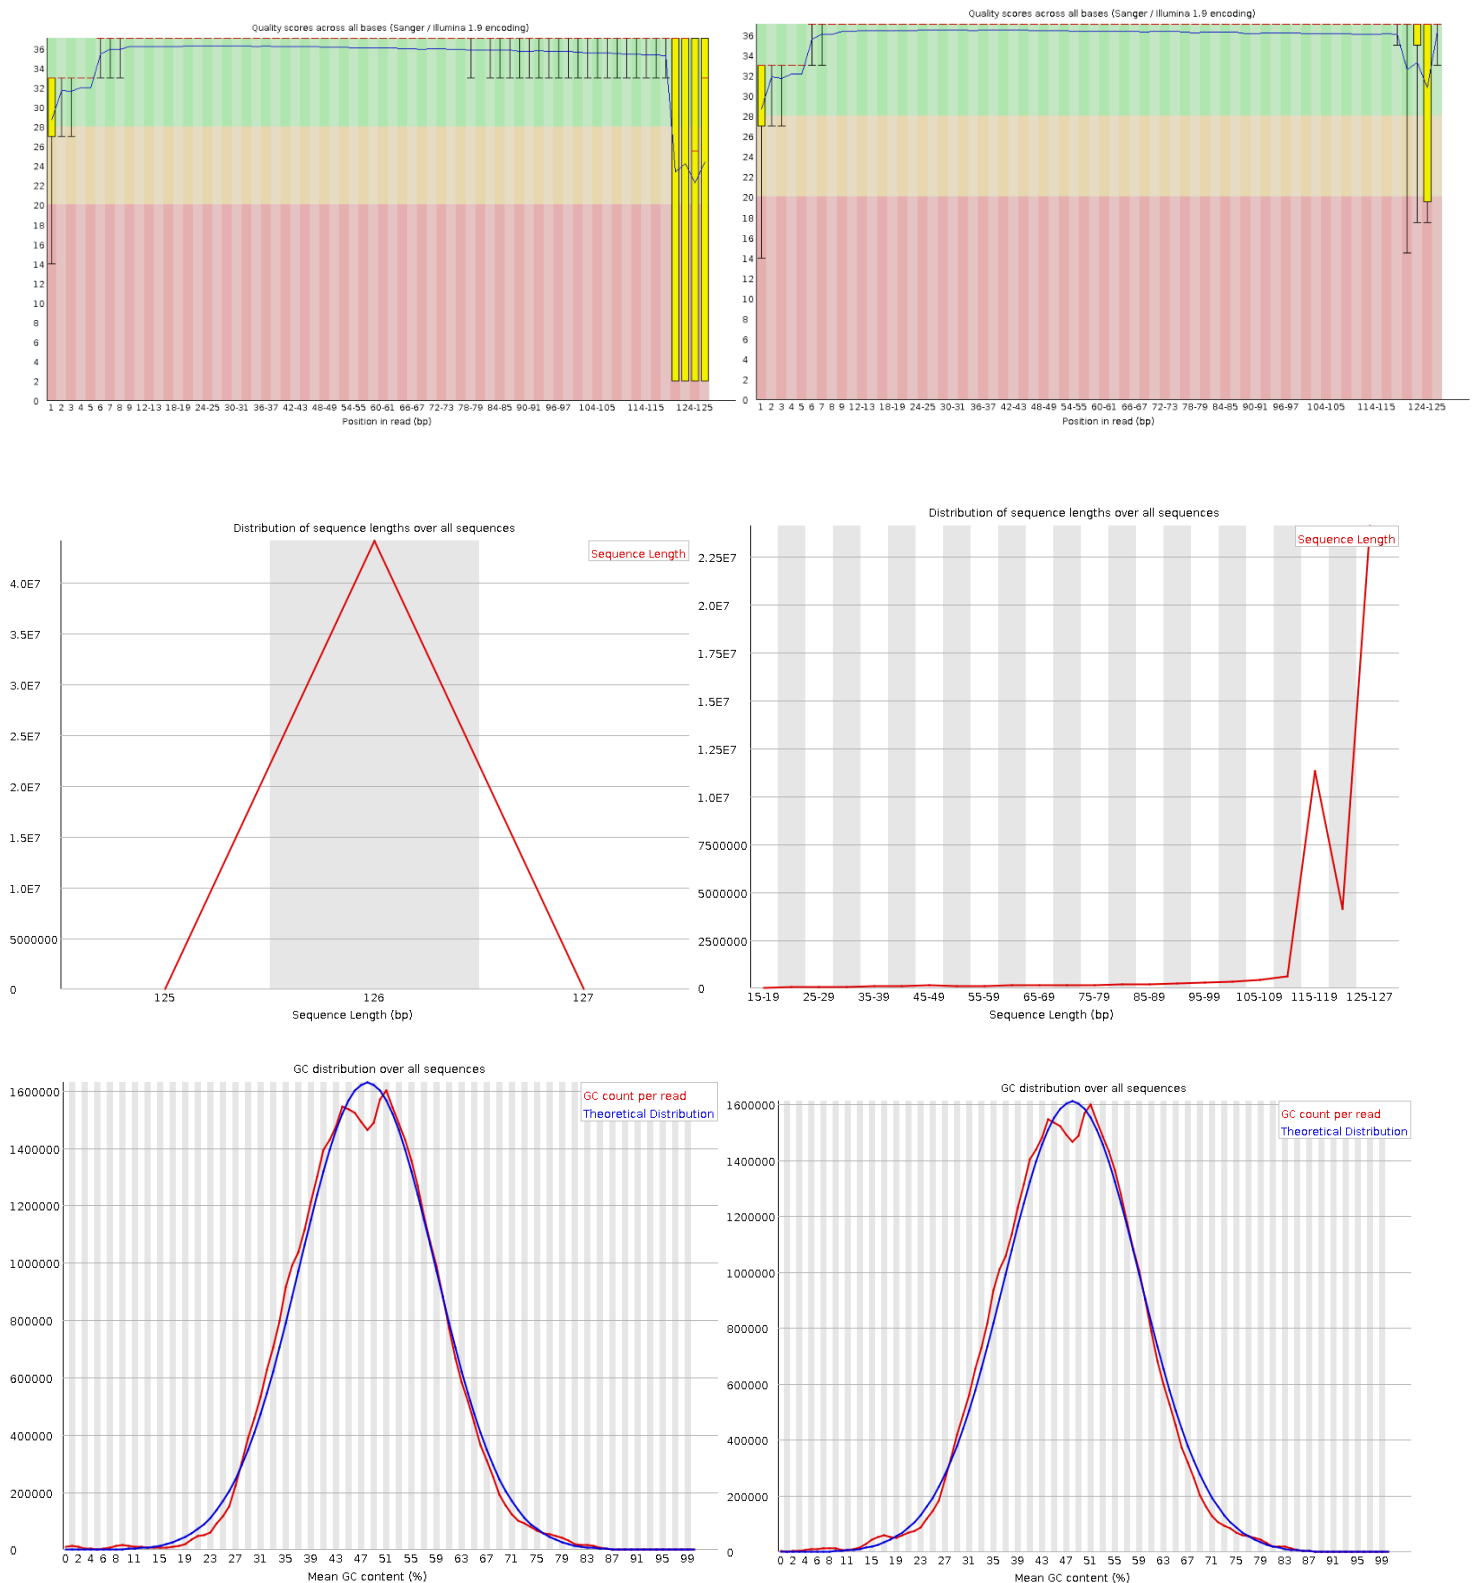 Quality scores across all bases (Sanger / Illumina 1.9 encoding)
36
34
32
30
28
26
24
22
20
18
16
14
12
10
8
6
4
2
0
1 2 3 4 5 6 7 8 9 12-13 18-19 24-25 30-31 36-37 42-43 48-49 54-55 60-61 66-67 72-73 78-79 84-85 90-91 96-97 104-105 114-115 124-125
Position in read (bp)
Quality scores across all bases (Sanger / Illumina 1.9 encoding)
36
34
32
30
28
26
24
22
20
18
16
14
12
10
8
6
4
2
0
1 2 3 4 5 6 7 8 9 12-13 18-19 24-25 30-31 36-37 42-43 48-49 54-55 60-61 66-67 72-73 78-79 84-85 90-91 96-97 104-105 114-115 124-125
Position in read (bp)
Distribution of sequence lengths over all sequences
Sequence Length
4.0E7
3.5E7
3.0E7
2.5E7
2.0E7
1.5E7
1.0E7
5000000
0
125 126 127
Sequence Length (bp)
Distribution of sequence lengths over all sequences
Sequence Length
2.25E7
2.0E7
1.75E7
1.5E7
1.25E7
1.0E7
7500000
5000000
2500000
0
15-19 25-29 35-39 45-49 55-59 65-69 75-79 85-89 95-99 105-109 115-119 125-127
Sequence Length (bp)
GC distribution over all sequences
GC count per read
Theoretical Distribution
1600000
1400000
1200000
1000000
800000
600000
400000
200000
0
0 2 4 6 8 11 15 19 23 27 31 35 39 43 47 51 55 59 63 67 71 75 79 83 87 91 95 99
Mean GC content (%)
GC distribution over all sequences
GC count per read
Theoretical Distribution
1600000
1400000
1200000
1000000
800000
600000
400000
200000
0
0 2 4 6 8 11 15 19 23 27 31 35 39 43 47 51 55 59 63 67 71 75 79 83 87 91 95 99
Mean GC content (%)